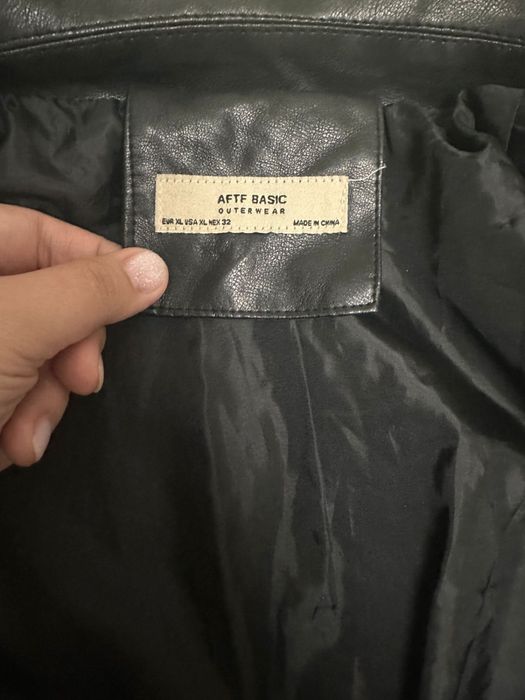 AFTF BASIC
OUTERWEAR
EUR XL USA XL MEX 32 MADE IN CHINA